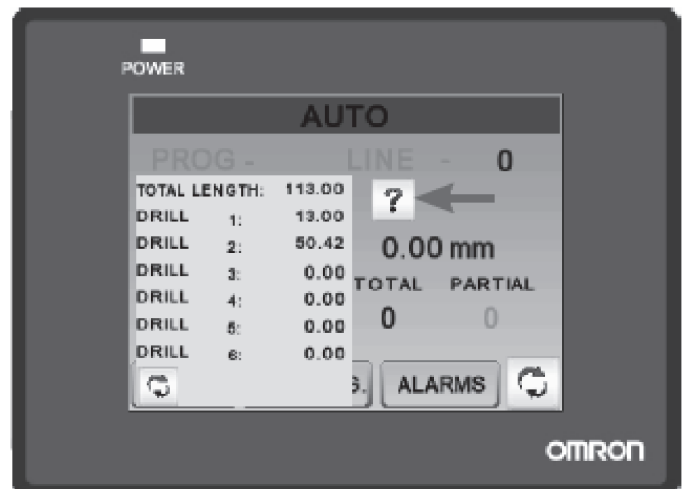 POWER
AUTO
PROG - LINE - 0
TOTAL LENGTH: 113.00
?
DRILL 1: 13.00
DRILL 2: 50.42
0.00 mm
DRILL 3: 0.00
TOTAL PARTIAL
DRILL 4: 0.00
DRILL 5: 0.00
0 0
DRILL 6: 0.00
ALARMS
OMRON